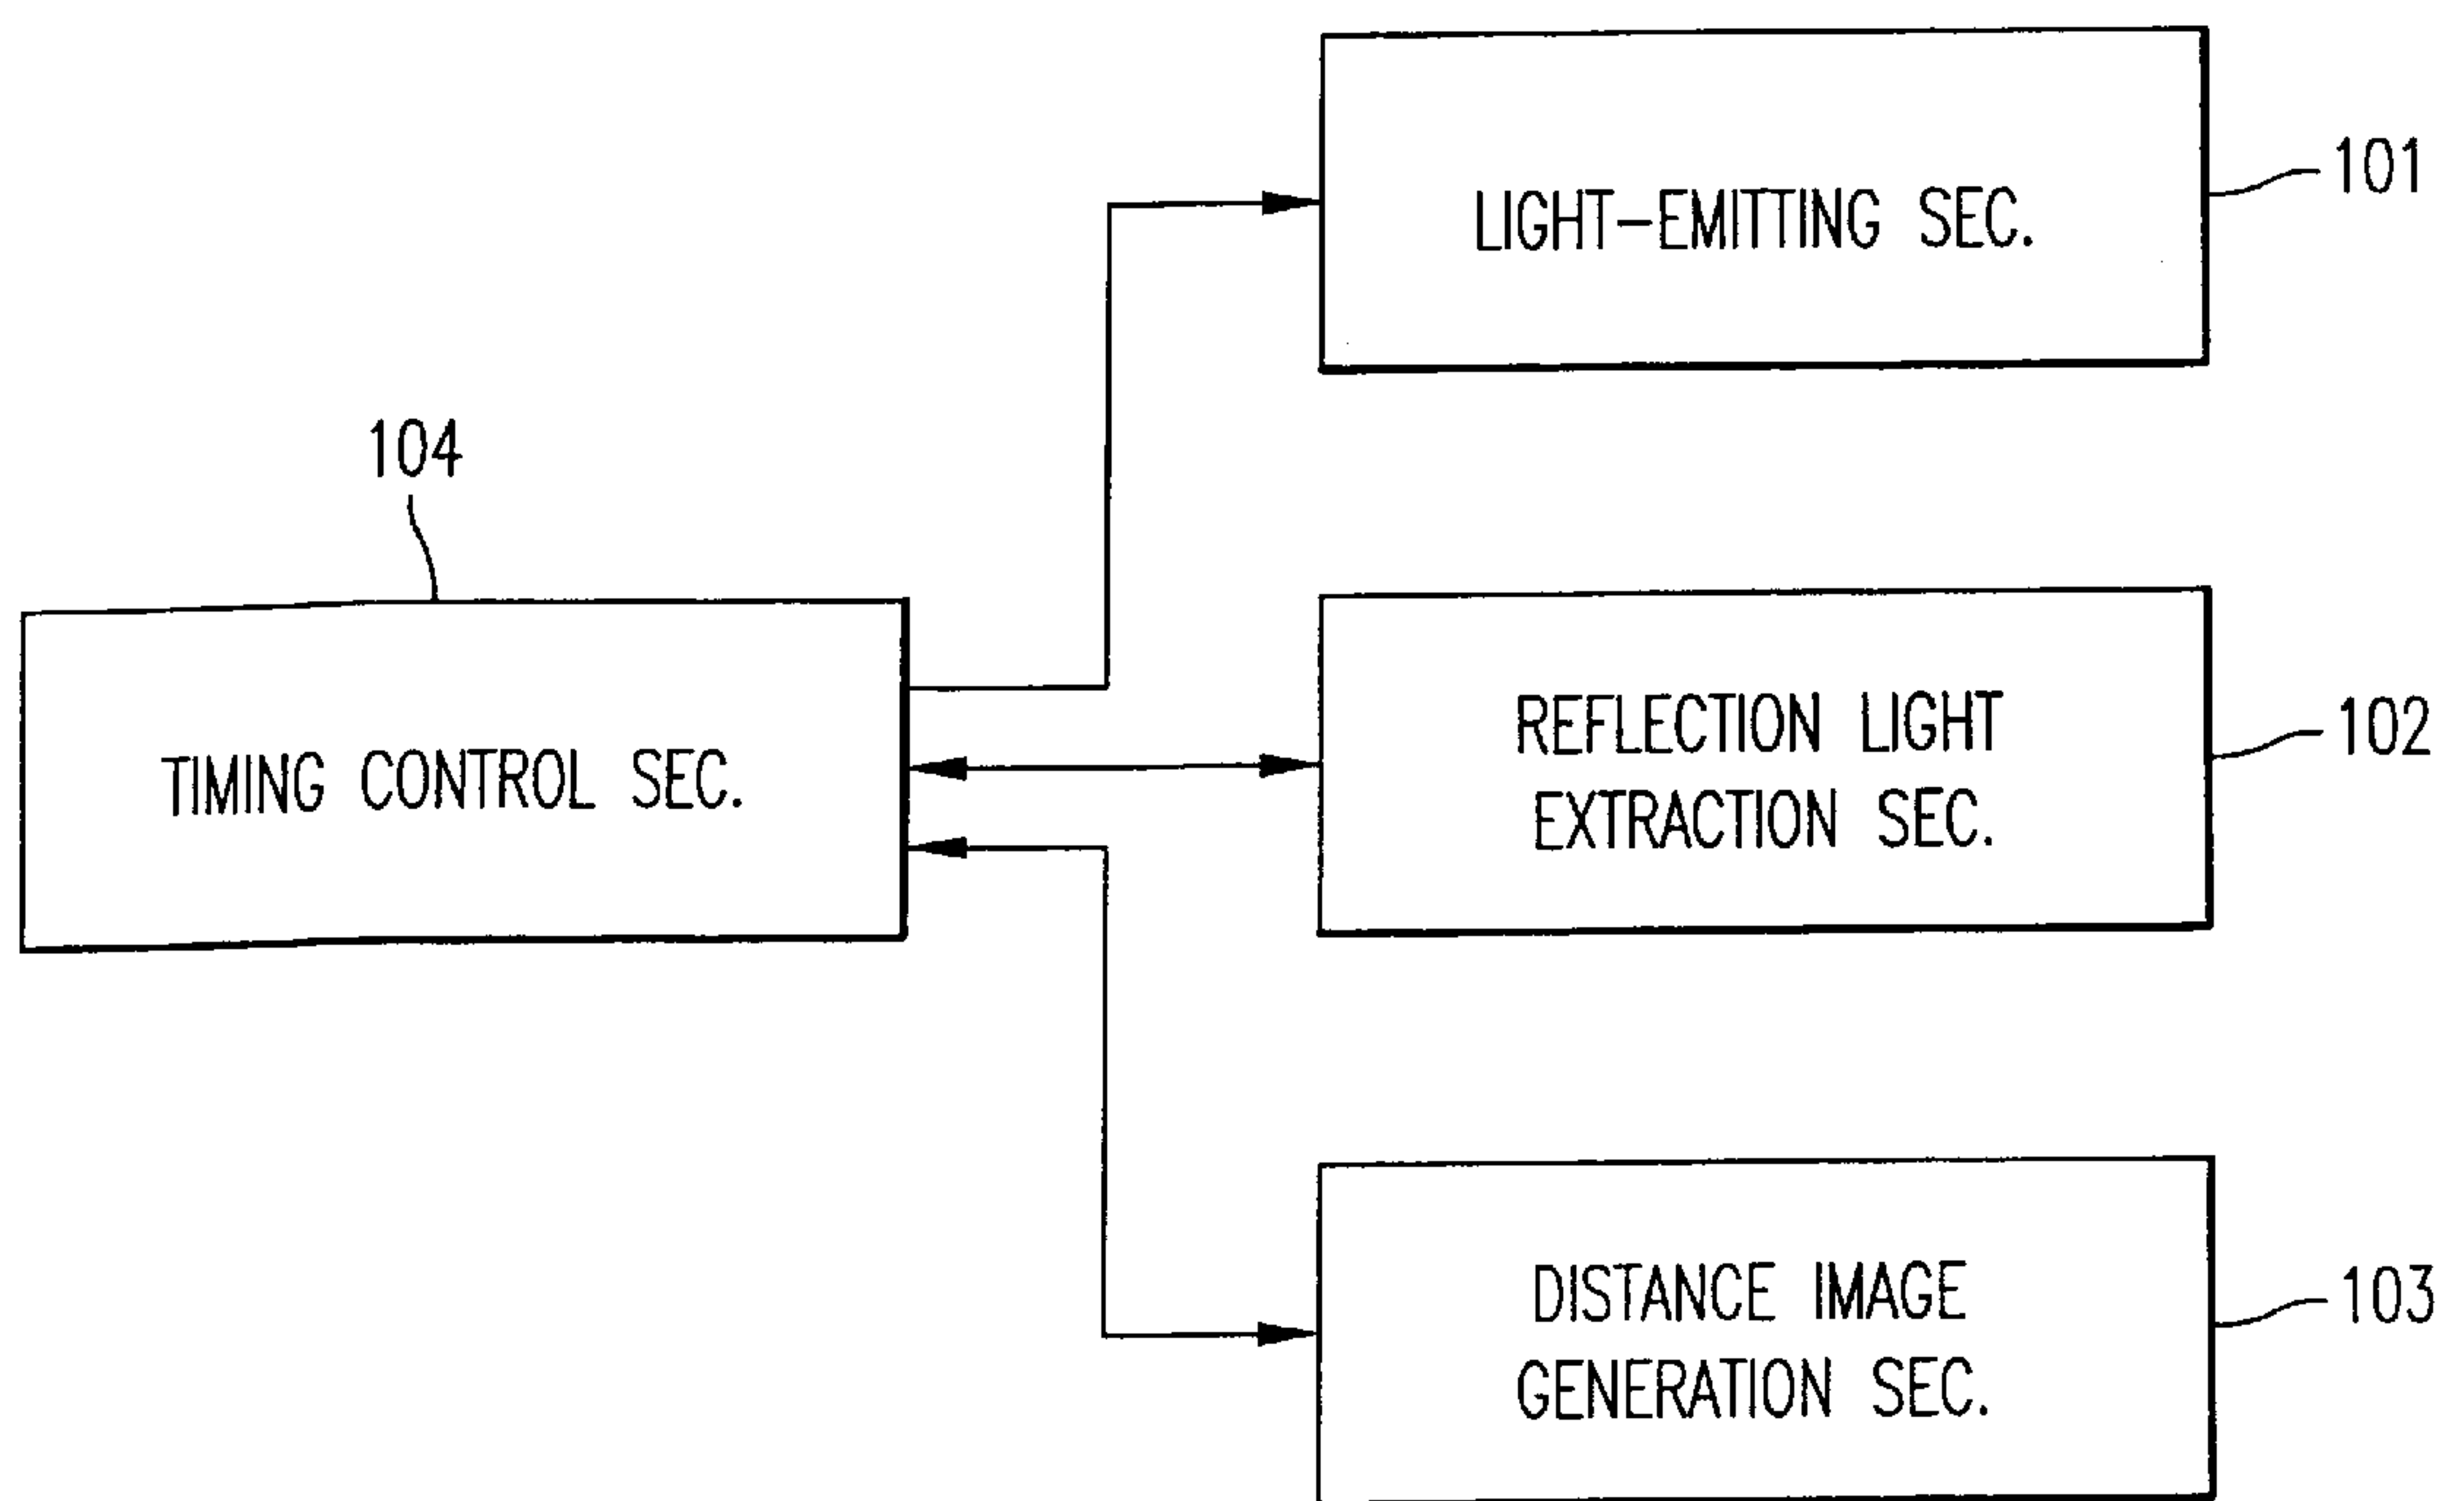 LIGHT-EMITTING SEC.
101
104
TIMING CONTROL SEC.
REFLECTION LIGHT
EXTRACTION SEC.
102
DISTANCE IMAGE
GENERATION SEC.
103